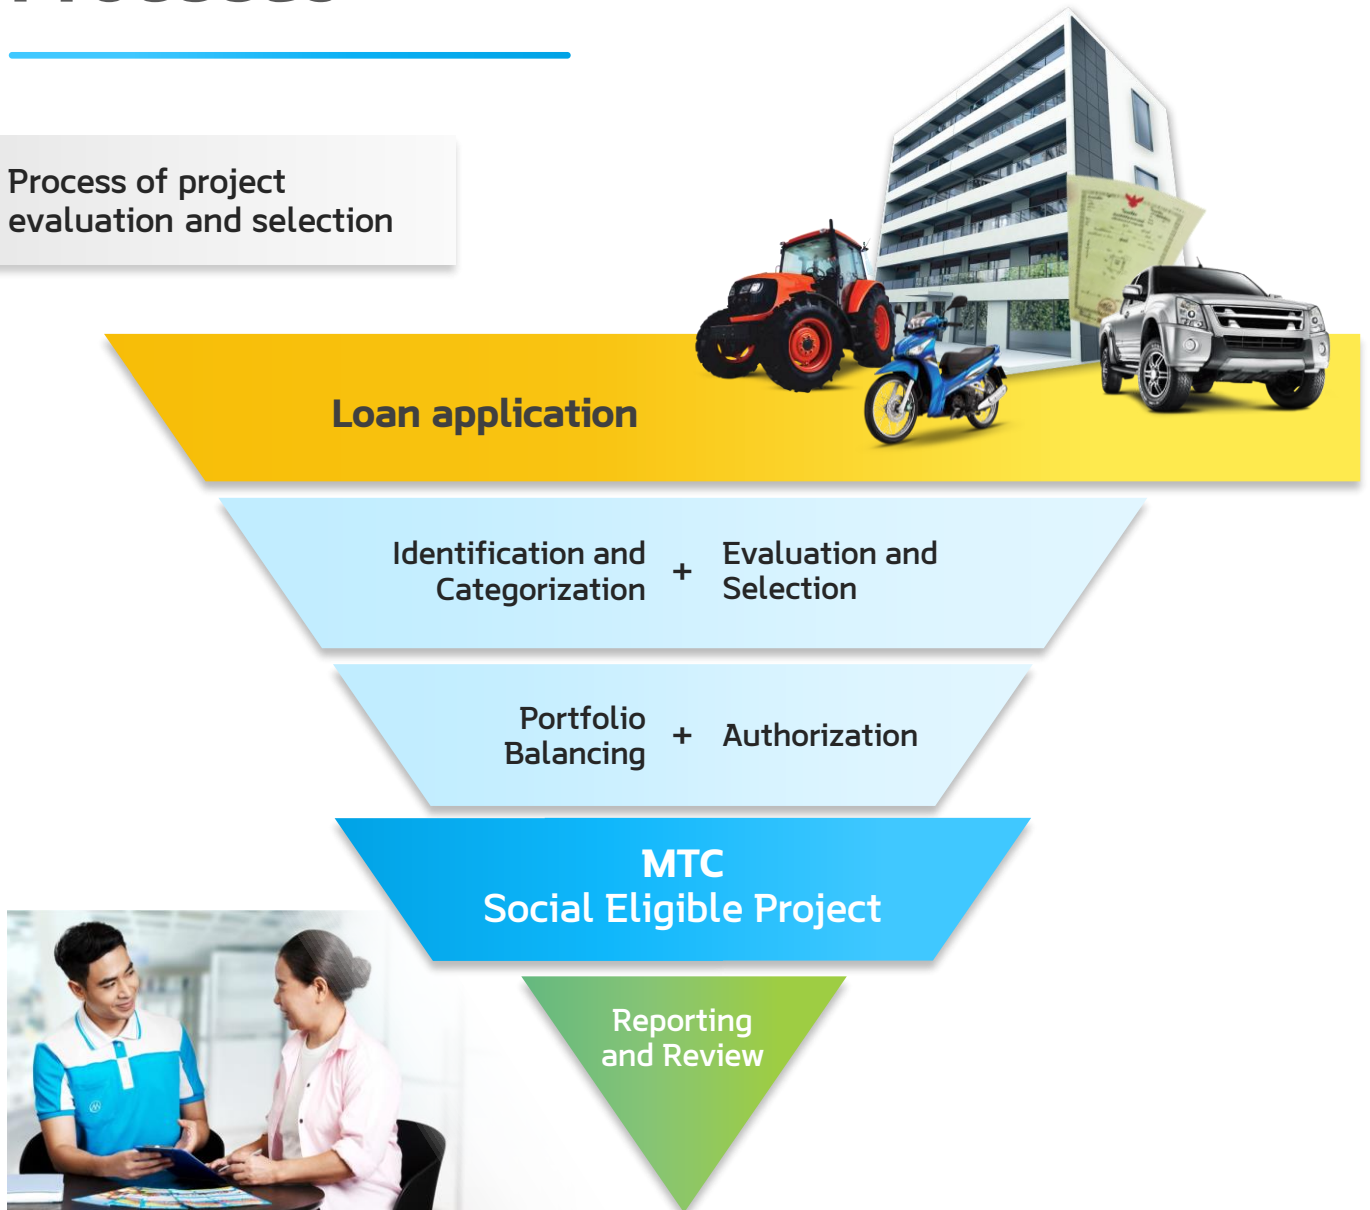 Process of project
evaluation and selection
Loan application
Identification and
Categorization
+
Evaluation and
Selection
Portfolio
Balancing
+
Authorization
MTC
Social Eligible Project
Reporting
and Review